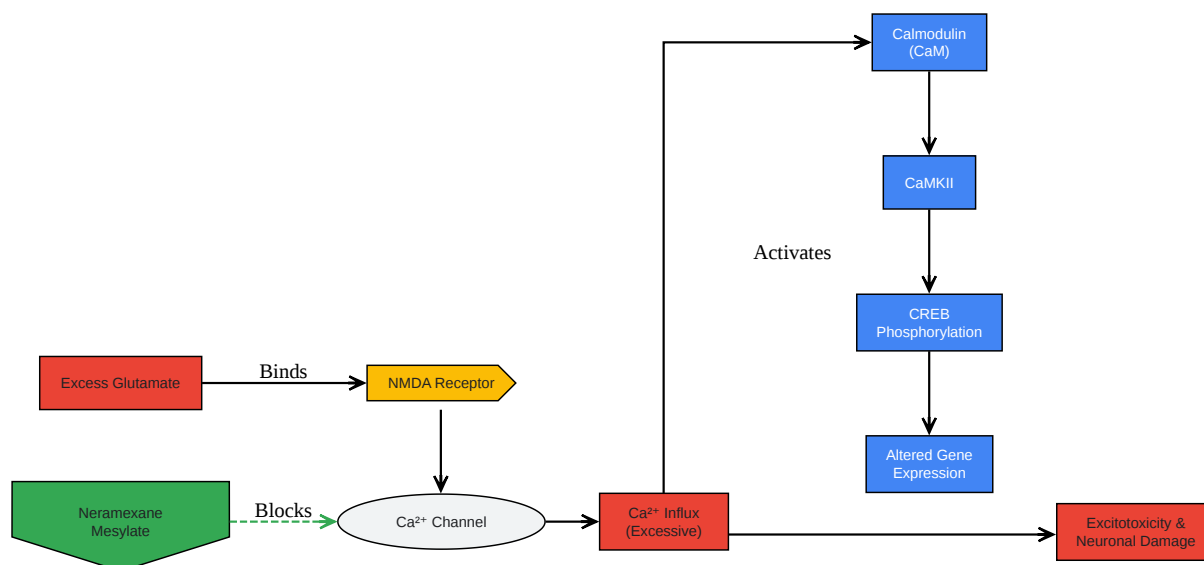 Calmodulin
(CaM)
CaMKII
Activates
CREB
Phosphorylation
Excess Glutamate
Binds
NMDA Receptor
Altered Gene
Expression
Neramexane
Mesylate
Blocks
Ca²⁺ Channel
Ca²⁺ Influx
(Excessive)
Excitotoxicity &
Neuronal Damage